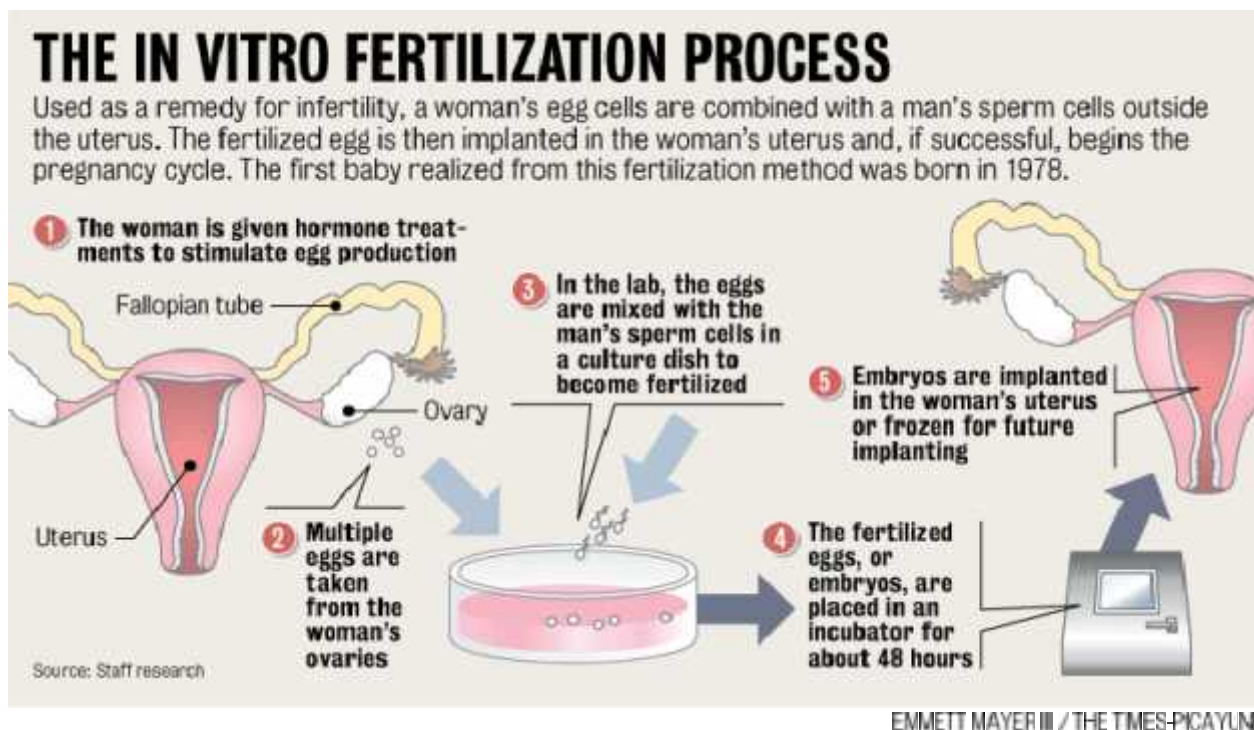 THE IN VITRO FERTILIZATION PROCESS
Used as a remedy for infertility, a woman's egg cells are combined with a man's sperm cells outside
the uterus. The fertilized egg is then implanted in the woman's uterus and, if successful, begins the
pregnancy cycle. The first baby realized from this fertilization method was born in 1978.
1 The woman is given hormone treat-
ments to stimulate egg production
Fallopian tube
Ovary
Uterus
2 Multiple
eggs are
taken
from the
woman's
ovaries
3 In the lab, the eggs
are mixed with the
man's sperm cells in
a culture dish to
become fertilized
4 The fertilized
eggs, or
embryos, are
placed in an
incubator for
about 48 hours
5 Embryos are implanted
in the woman's uterus
or frozen for future
implanting
Source: Staff research
EMMETT MAYER III / THE TIMES-PICAYUN